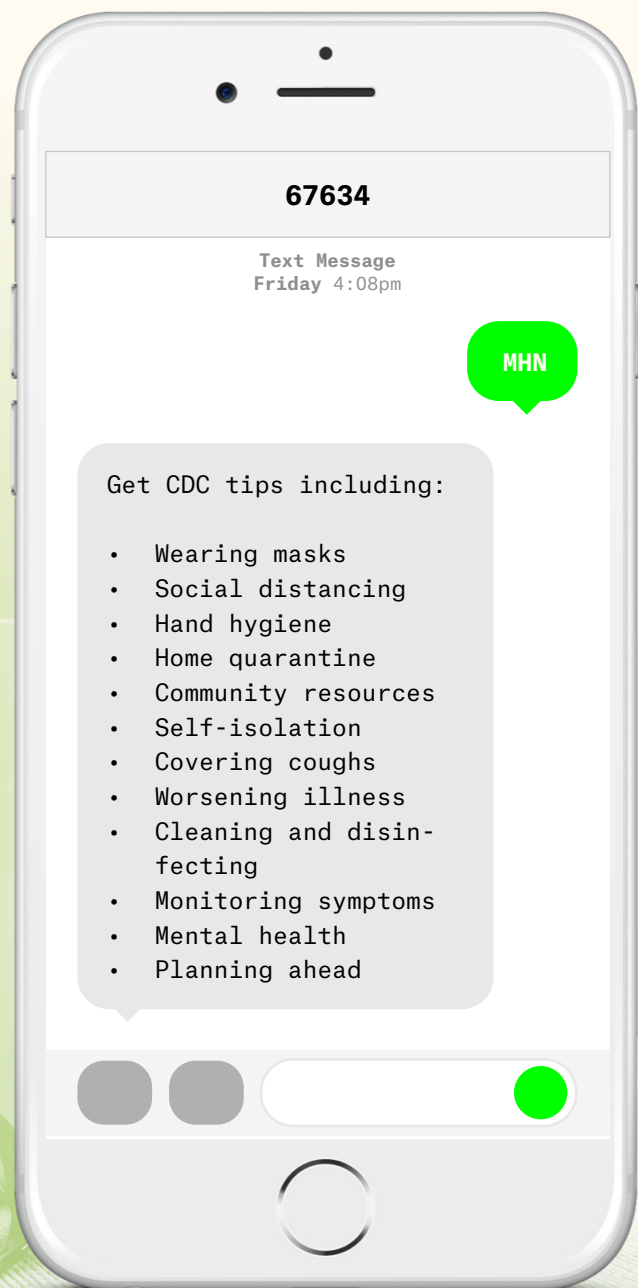 67634
Text Message
Friday 4:08pm
MHN
Get CDC tips including:
• Wearing masks
• Social distancing
• Hand hygiene
• Home quarantine
• Community resources
• Self-isolation
• Covering coughs
• Worsening illness
• Cleaning and disin-
fecting
• Monitoring symptoms
• Mental health
• Planning ahead